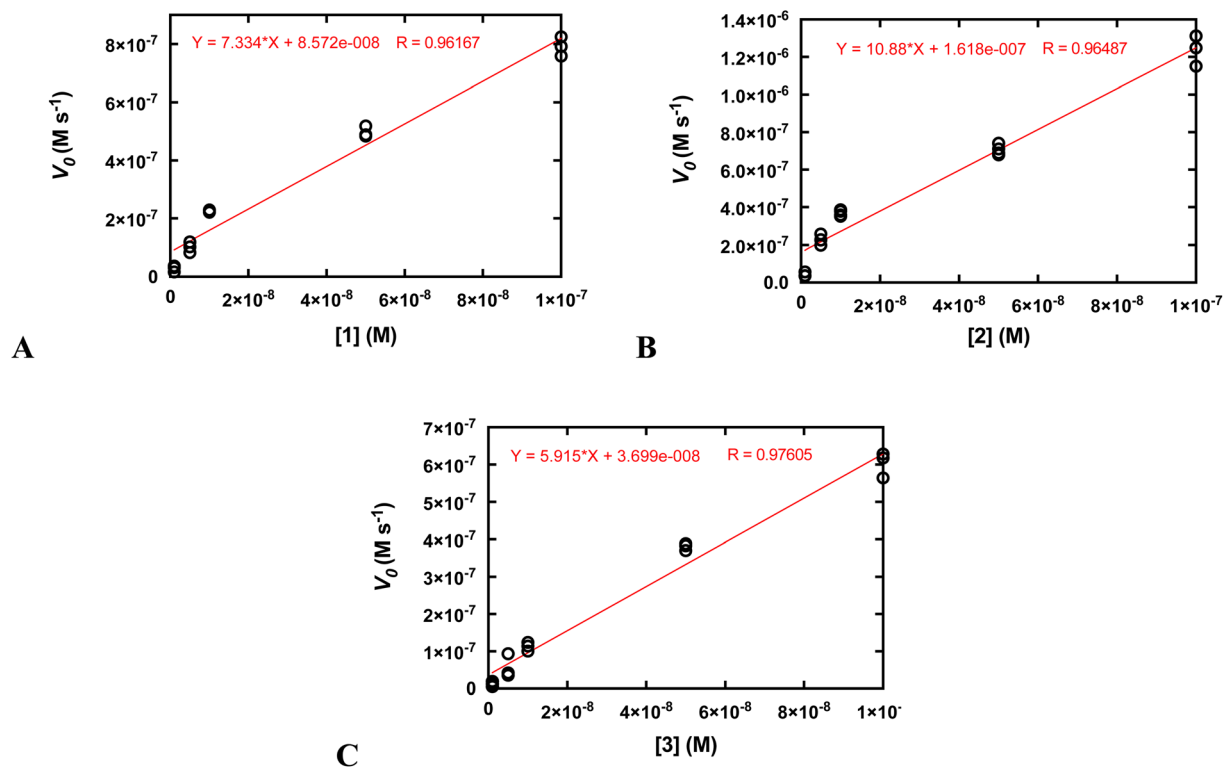 Y = 7.334*X + 8.572e-008 R = 0.96167
8×10⁻⁷
6×10⁻⁷
4×10⁻⁷
2×10⁻⁷
0
V₀ (M s⁻¹)
0 2×10⁻⁸ 4×10⁻⁸ 6×10⁻⁸ 8×10⁻⁸ 1×10⁻⁷
[1] (M)
A
Y = 10.88*X + 1.618e-007 R = 0.96487
1.4×10⁻⁶
1.2×10⁻⁶
1.0×10⁻⁶
8.0×10⁻⁷
6.0×10⁻⁷
4.0×10⁻⁷
2.0×10⁻⁷
0.0
V₀ (M s⁻¹)
0 2×10⁻⁸ 4×10⁻⁸ 6×10⁻⁸ 8×10⁻⁸ 1×10⁻⁷
[2] (M)
B
Y = 5.915*X + 3.699e-008 R = 0.97605
7×10⁻⁷
6×10⁻⁷
5×10⁻⁷
4×10⁻⁷
3×10⁻⁷
2×10⁻⁷
1×10⁻⁷
0
V₀ (M s⁻¹)
0 2×10⁻⁸ 4×10⁻⁸ 6×10⁻⁸ 8×10⁻⁸ 1×10⁻
[3] (M)
C